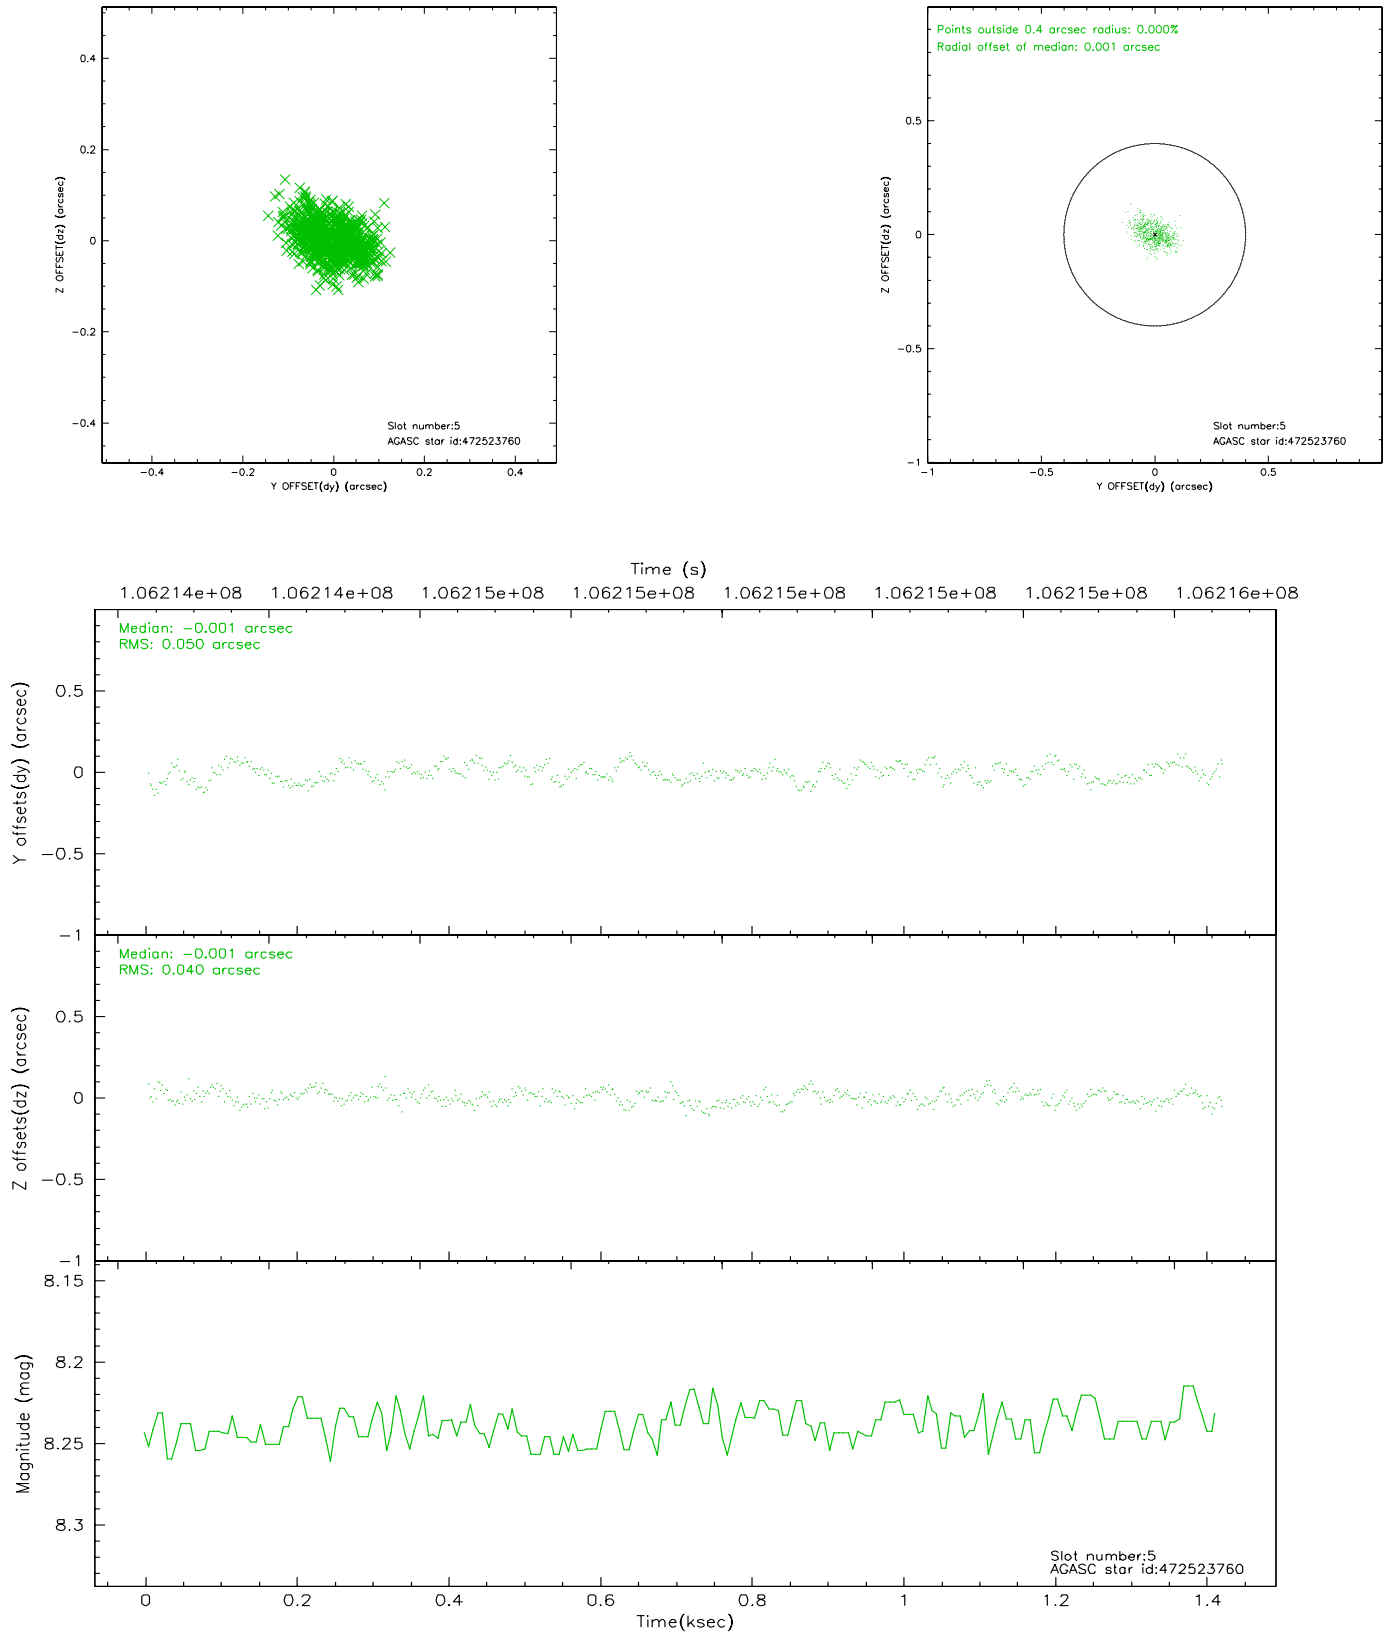 0.4
0.2
0
−0.2
−0.4
Z OFFSET(dz) (arcsec)
−0.4 −0.2 0 0.2 0.4
Y OFFSET(dy) (arcsec)
Slot number:5
AGASC star id:472523760
Points outside 0.4 arcsec radius: 0.000%
Radial offset of median: 0.001 arcsec
0.5
0
−0.5
−1
Z OFFSET(dz) (arcsec)
−1 −0.5 0 0.5
Y OFFSET(dy) (arcsec)
Slot number:5
AGASC star id:472523760
Time (s)
1.06214e+08 1.06214e+08 1.06215e+08 1.06215e+08 1.06215e+08 1.06215e+08 1.06215e+08 1.06216e+08
Median: −0.001 arcsec
RMS: 0.050 arcsec
0.5
0
−0.5
−1
Y offsets(dy) (arcsec)
Median: −0.001 arcsec
RMS: 0.040 arcsec
0.5
0
−0.5
−1
Z offsets(dz) (arcsec)
8.15
8.2
8.25
8.3
Magnitude (mag)
Slot number:5
AGASC star id:472523760
0 0.2 0.4 0.6 0.8 1 1.2 1.4
Time(ksec)